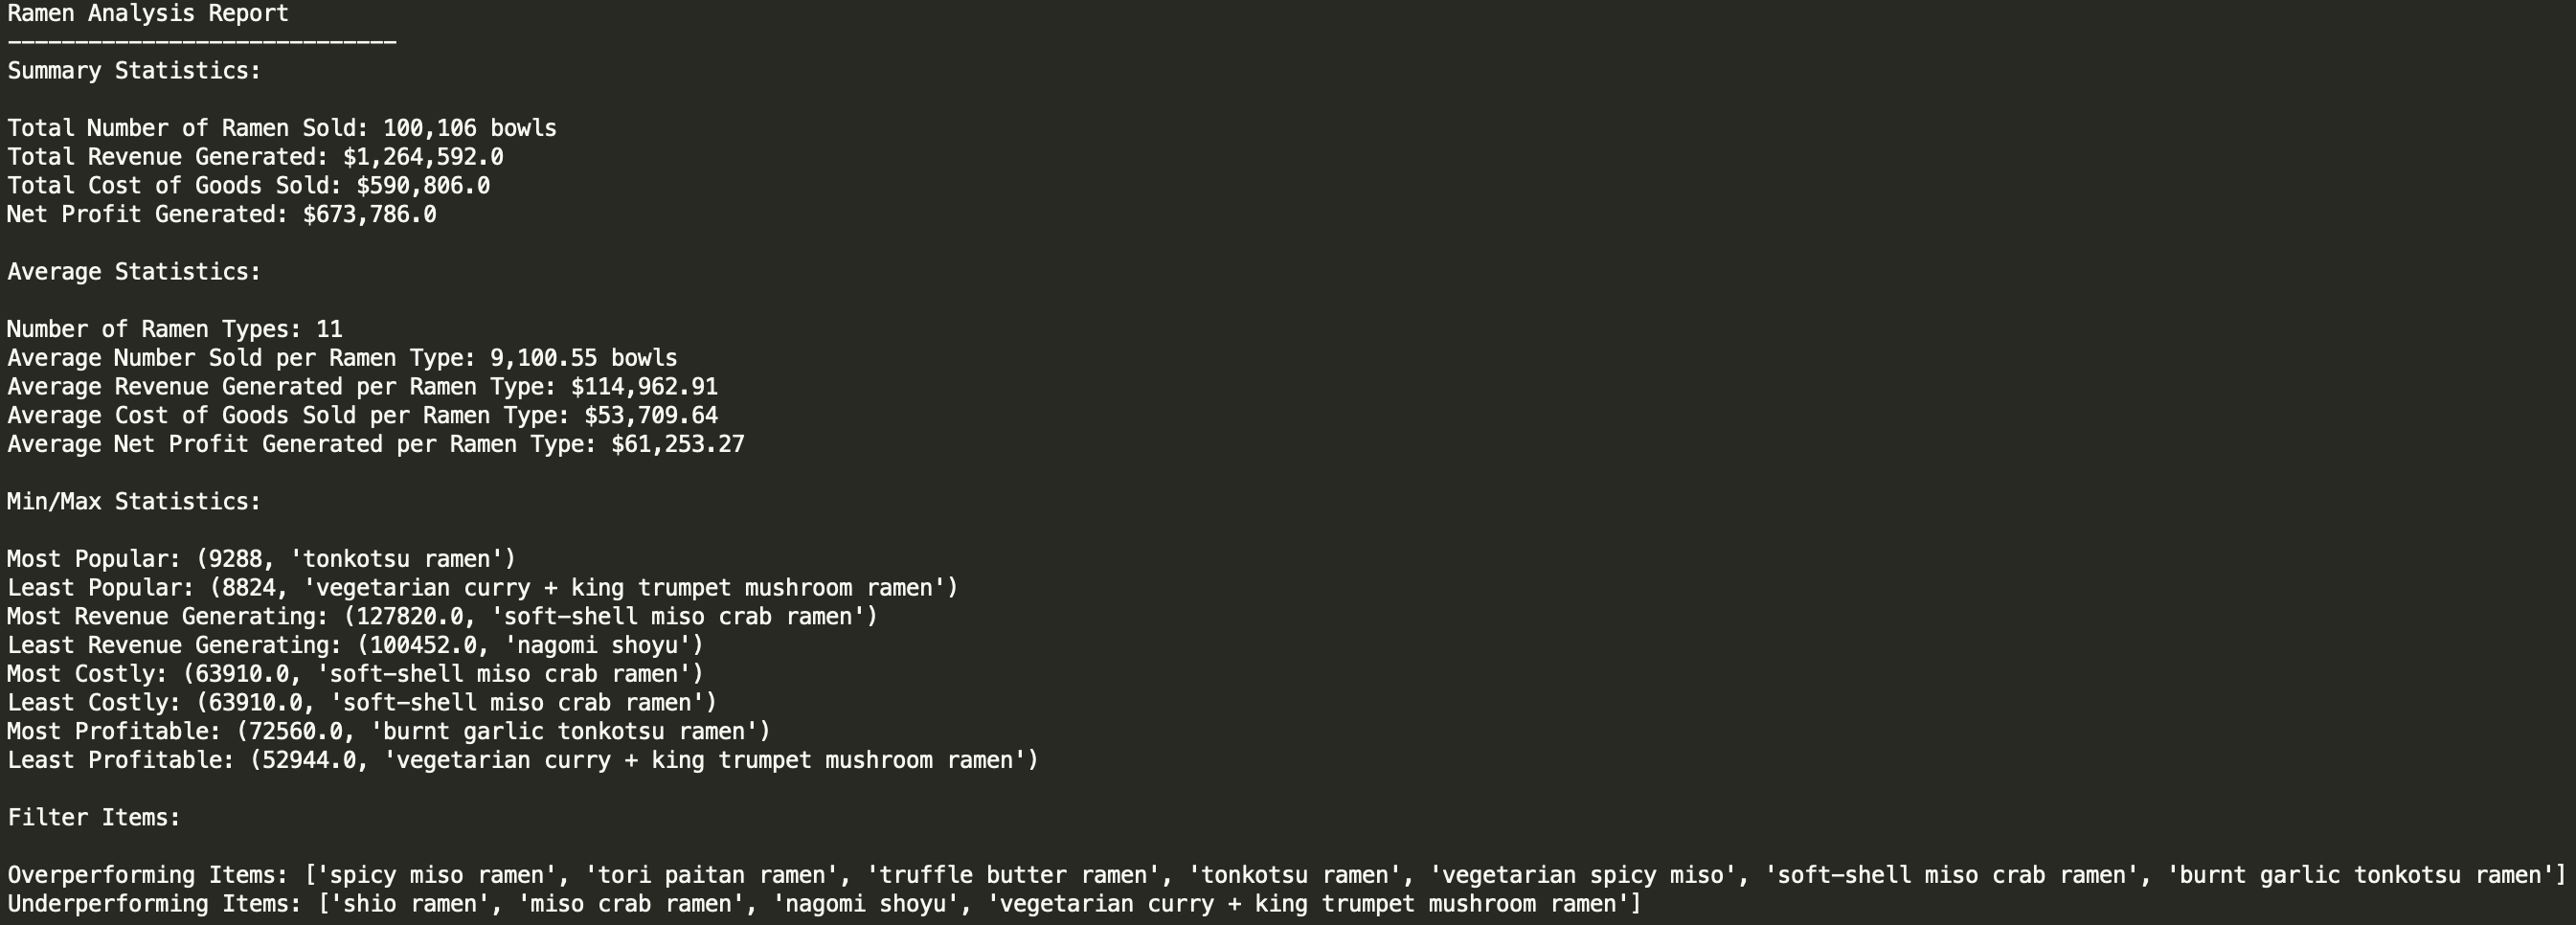 Ramen Analysis Report
-----------------------------
Summary Statistics:
Total Number of Ramen Sold: 100,106 bowls
Total Revenue Generated: $1,264,592.0
Total Cost of Goods Sold: $590,806.0
Net Profit Generated: $673,786.0
Average Statistics:
Number of Ramen Types: 11
Average Number Sold per Ramen Type: 9,100.55 bowls
Average Revenue Generated per Ramen Type: $114,962.91
Average Cost of Goods Sold per Ramen Type: $53,709.64
Average Net Profit Generated per Ramen Type: $61,253.27
Min/Max Statistics:
Most Popular: (9288, 'tonkotsu ramen')
Least Popular: (8824, 'vegetarian curry + king trumpet mushroom ramen')
Most Revenue Generating: (127820.0, 'soft-shell miso crab ramen')
Least Revenue Generating: (100452.0, 'nagomi shoyu')
Most Costly: (63910.0, 'soft-shell miso crab ramen')
Least Costly: (63910.0, 'soft-shell miso crab ramen')
Most Profitable: (72560.0, 'burnt garlic tonkotsu ramen')
Least Profitable: (52944.0, 'vegetarian curry + king trumpet mushroom ramen')
Filter Items:
Overperforming Items: ['spicy miso ramen', 'tori paitan ramen', 'truffle butter ramen', 'tonkotsu ramen', 'vegetarian spicy miso', 'soft-shell miso crab ramen', 'burnt garlic tonkotsu ramen']
Underperforming Items: ['shio ramen', 'miso crab ramen', 'nagomi shoyu', 'vegetarian curry + king trumpet mushroom ramen']